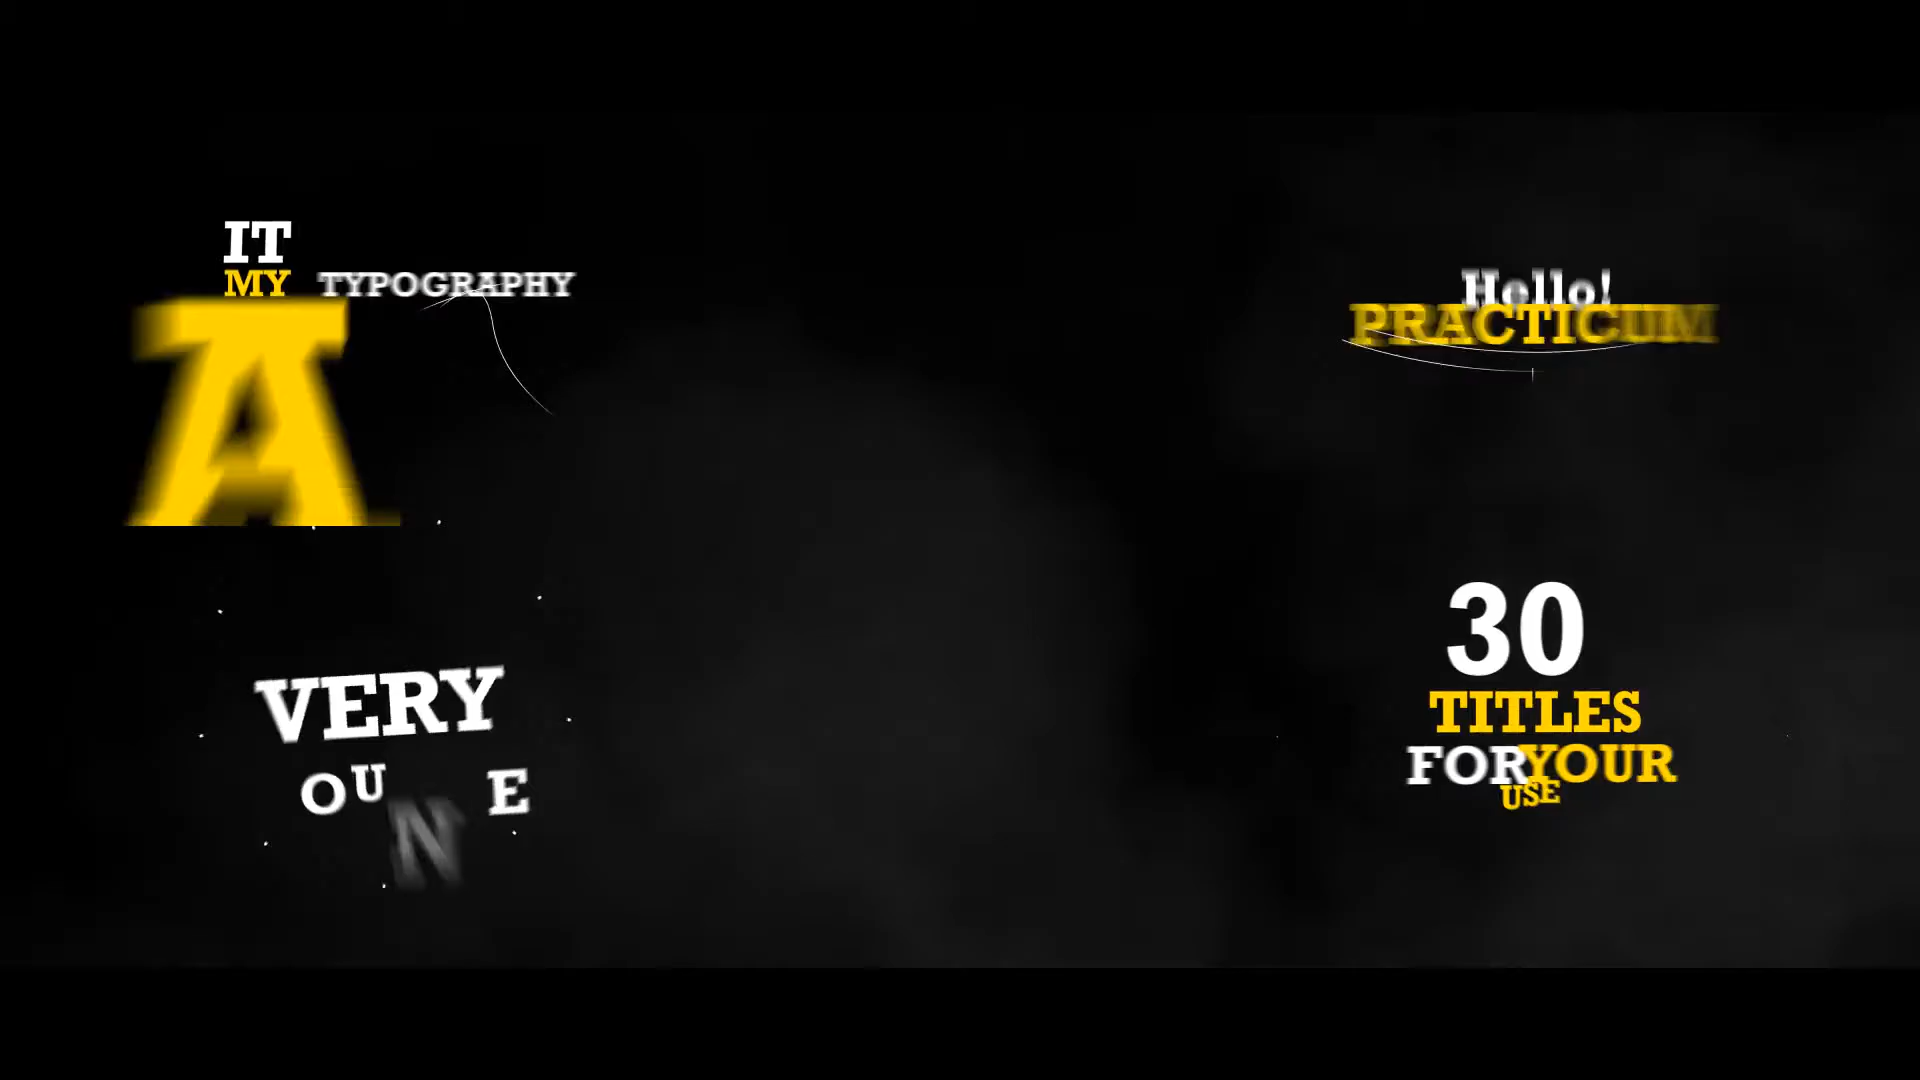 IT
MY TYPOGRAPHY
A
Hello!
PRACTICUM
VERY
OU N E
30
TITLES
FOR YOUR
USE